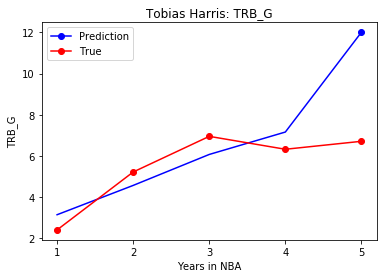 Tobias Harris: TRB_G
Prediction
True
12
10
8
6
4
2
TRB_G
1 2 3 4 5
Years in NBA